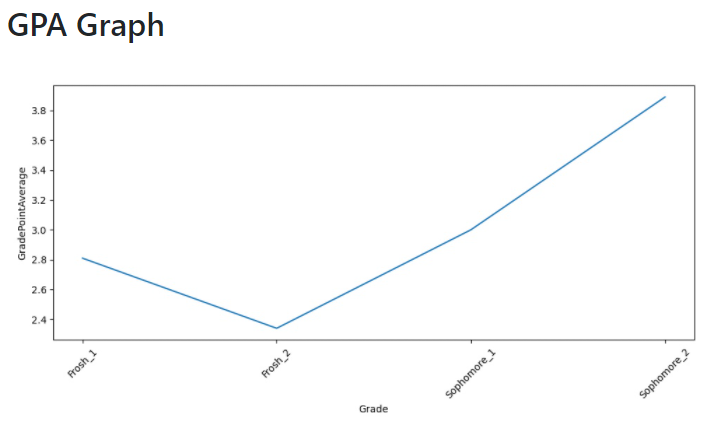 GPA Graph
3.8
3.6
3.4
3.2
3.0
2.8
2.6
2.4
GradePointAverage
Frosh_1
Frosh_2
Sophomore_1
Sophomore_2
Grade